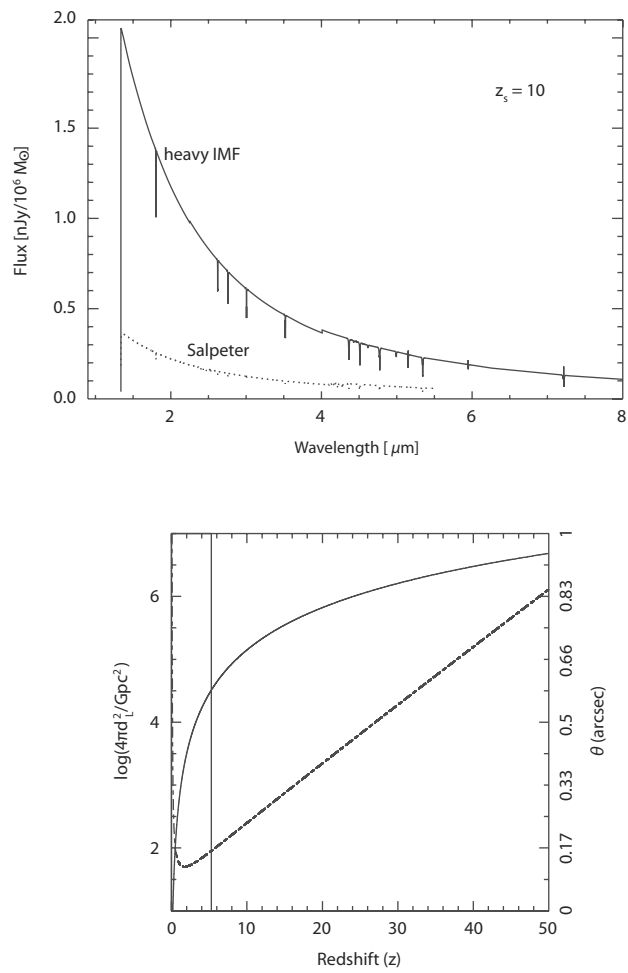 2.0
1.5
1.0
0.5
0.0
Flux [nJy/10⁶ M⊙]
z_s = 10
heavy IMF
Salpeter
2 4 6 8
Wavelength [ μm]
6
4
2
log(4πd_L²/Gpc²)
1
0.83
0.66
0.5
0.33
0.17
0
θ (arcsec)
0 10 20 30 40 50
Redshift (z)